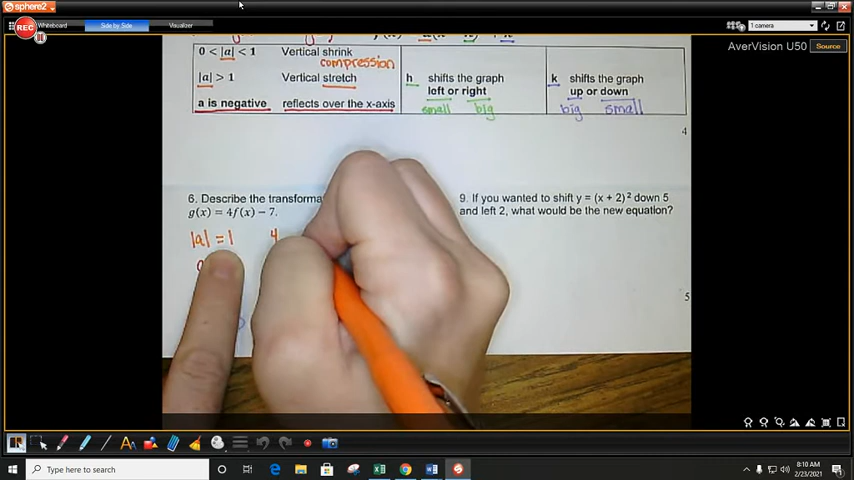 sphere2
REC
Whiteboard
Side by Side
Visualizer
1 camera
AverVision U50
Source
0 < |a| < 1 Vertical shrink
compression
|a| > 1 Vertical stretch
a is negative reflects over the x-axis
h shifts the graph
left or right
small big
k shifts the graph
up or down
big small
4
6. Describe the transforma
g(x) = 4f(x) – 7.
|a| = 1 4
9. If you wanted to shift y = (x + 2)² down 5
and left 2, what would be the new equation?
5
Type here to search
8:10 AM
2/23/2021